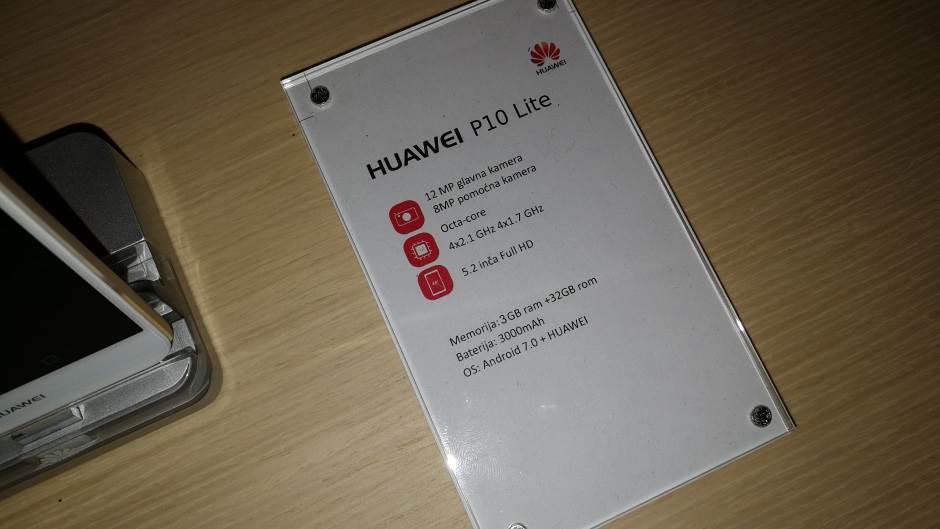 HUAWEI
HUAWEI P10 Lite
12 MP glavna kamera
8MP pomoćna kamera
Octa-core
4x2.1 GHz 4x1.7 GHz
5.2 inča Full HD
Memorija: 3GB ram +32GB rom
Baterija: 3000mAh
OS: Android 7.0 + HUAWEI
HUAWEI